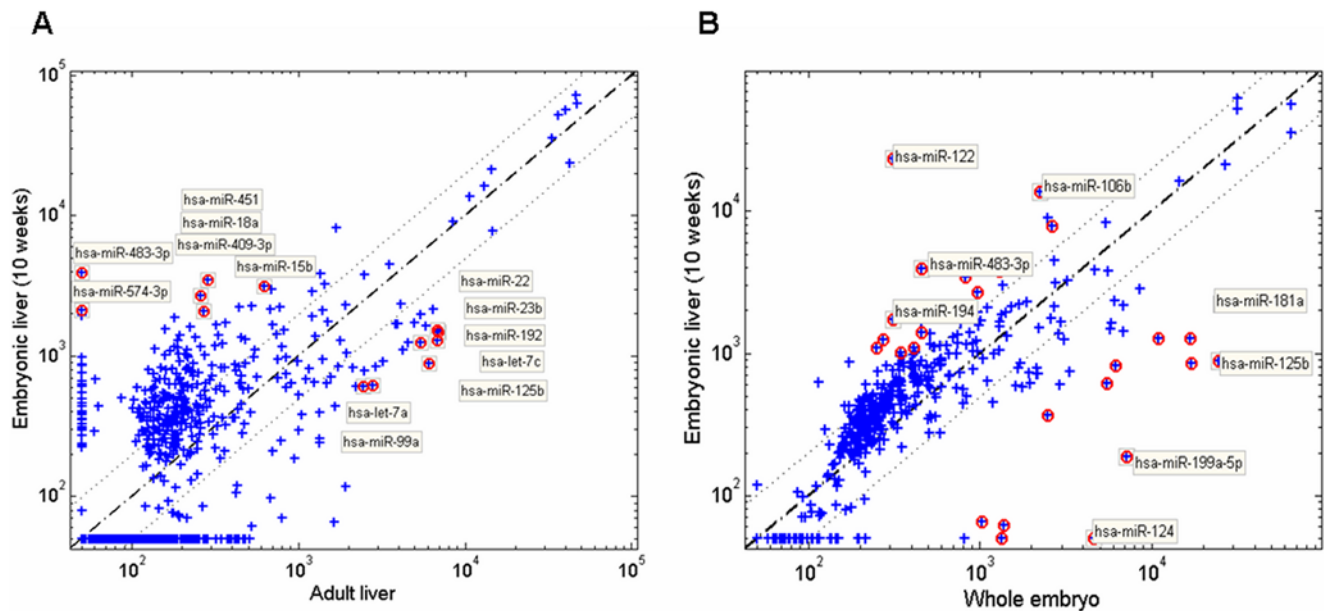 A
10^5
10^4
10^3
10^2
Embryonic liver (10 weeks)
hsa-miR-451
hsa-miR-18a
hsa-miR-409-3p
hsa-miR-483-3p
hsa-miR-15b
hsa-miR-574-3p
hsa-miR-22
hsa-miR-23b
hsa-miR-192
hsa-let-7c
hsa-miR-125b
hsa-let-7a
hsa-miR-99a
10^2
10^3
10^4
10^5
Adult liver
B
10^4
10^3
10^2
Embryonic liver (10 weeks)
hsa-miR-122
hsa-miR-106b
hsa-miR-483-3p
hsa-miR-194
hsa-miR-181a
hsa-miR-125b
hsa-miR-199a-5p
hsa-miR-124
10^2
10^3
10^4
Whole embryo